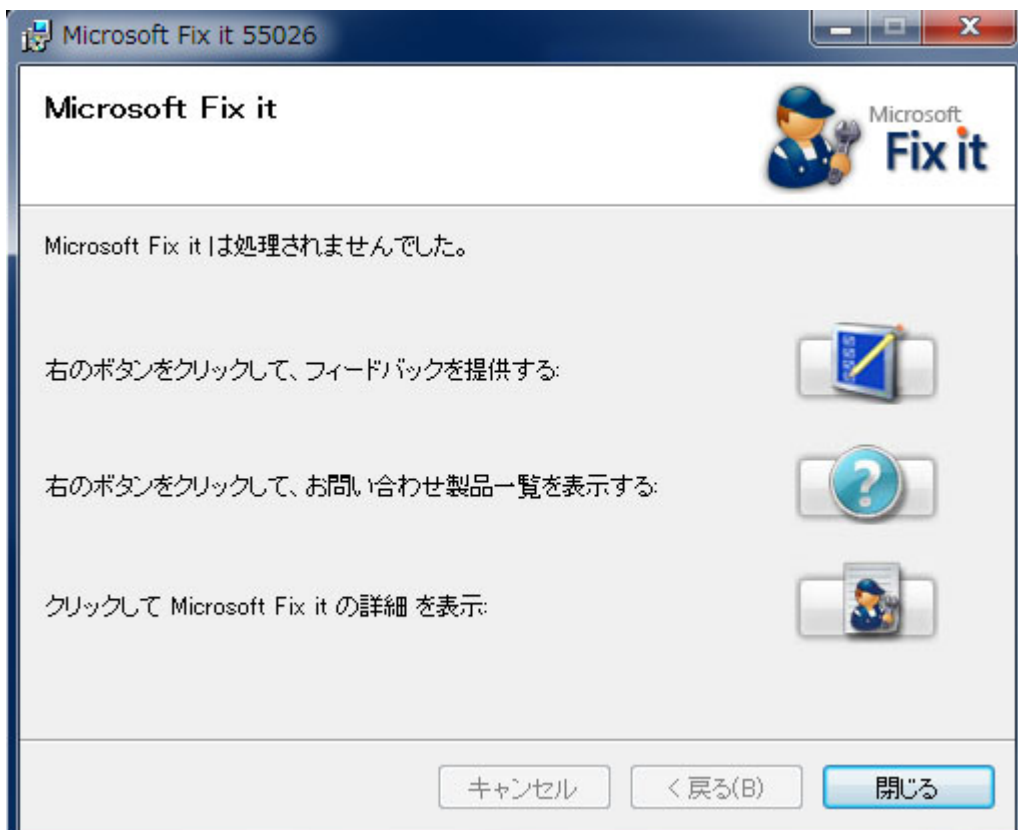 Microsoft Fix it 55026
Microsoft Fix it
Microsoft
Fix it
Microsoft Fix it は処理されませんでした。
右のボタンをクリックして、フィードバックを提供する:
右のボタンをクリックして、お問い合わせ製品一覧を表示する:
クリックして Microsoft Fix it の詳細 を表示:
キャンセル
< 戻る(B)
閉じる